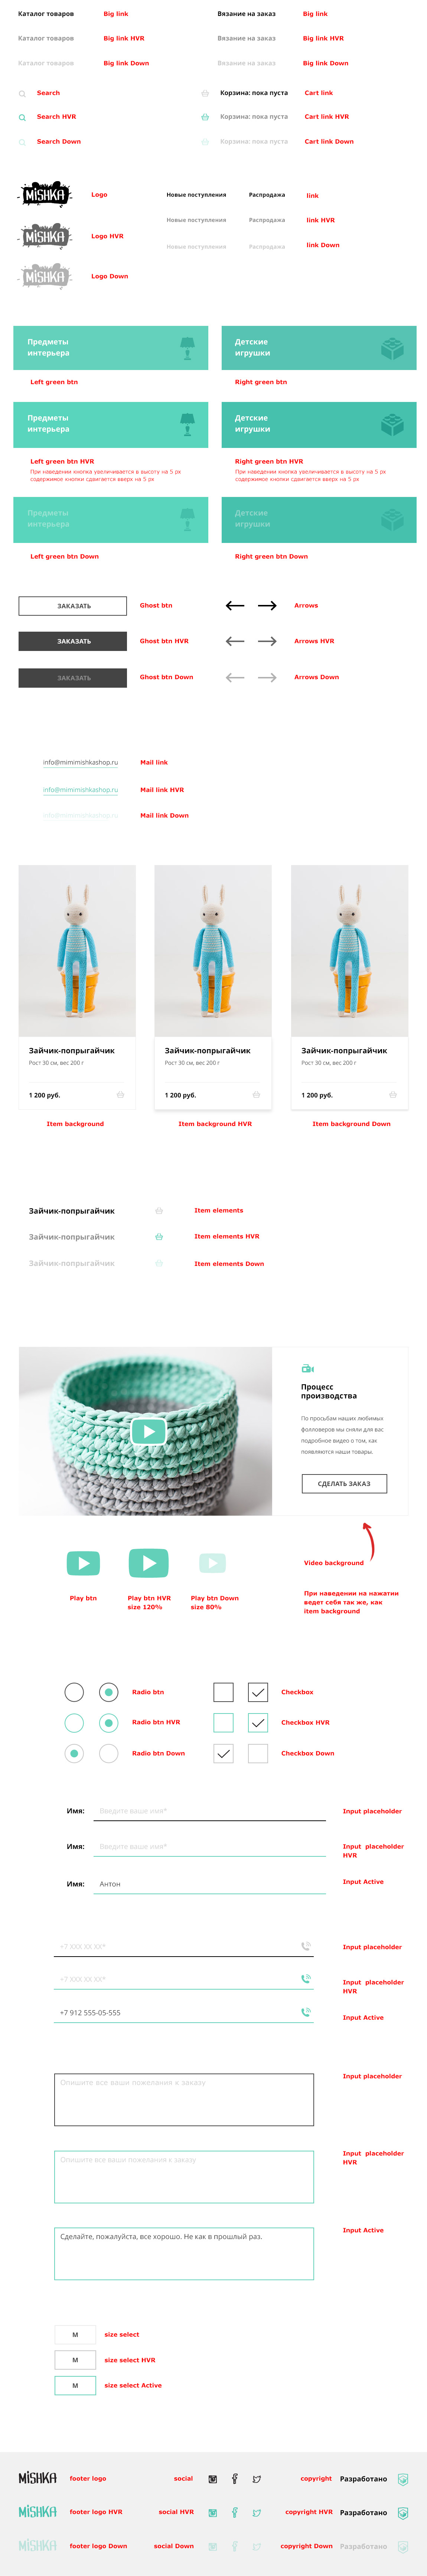 Каталог товаров Big link Вязание на заказ Big link
Каталог товаров Big link HVR Вязание на заказ Big link HVR
Каталог товаров Big link Down Вязание на заказ Big link Down
Search Корзина: пока пуста Cart link
Search HVR Корзина: пока пуста Cart link HVR
Search Down Корзина: пока пуста Cart link Down
MiSHKA Logo Новые поступления Распродажа link
MiSHKA Logo HVR Новые поступления Распродажа link HVR
MiSHKA Logo Down Новые поступления Распродажа link Down
Предметы
интерьера
Детские
игрушки
Left green btn Right green btn
Предметы
интерьера
Детские
игрушки
Left green btn HVR
При наведении кнопка увеличивается в высоту на 5 px
содержимое кнопки сдвигается вверх на 5 px
Right green btn HVR
При наведении кнопка увеличивается в высоту на 5 px
содержимое кнопки сдвигается вверх на 5 px
Предметы
интерьера
Детские
игрушки
Left green btn Down Right green btn Down
ЗАКАЗАТЬ Ghost btn Arrows
ЗАКАЗАТЬ Ghost btn HVR Arrows HVR
ЗАКАЗАТЬ Ghost btn Down Arrows Down
info@mimimishkashop.ru Mail link
info@mimimishkashop.ru Mail link HVR
info@mimimishkashop.ru Mail link Down
Зайчик-попрыгайчик Зайчик-попрыгайчик Зайчик-попрыгайчик
Рост 30 см, вес 200 г Рост 30 см, вес 200 г Рост 30 см, вес 200 г
1 200 руб. 1 200 руб. 1 200 руб.
Item background Item background HVR Item background Down
Зайчик-попрыгайчик Item elements
Зайчик-попрыгайчик Item elements HVR
Зайчик-попрыгайчик Item elements Down
Процесс
производства
По просьбам наших любимых
фолловеров мы сняли для вас
подробное видео о том, как
появляются наши товары.
СДЕЛАТЬ ЗАКАЗ
Video background
При наведении на нажатии
ведет себя так же, как
item background
Play btn
Play btn HVR
size 120%
Play btn Down
size 80%
Radio btn Checkbox
Radio btn HVR Checkbox HVR
Radio btn Down Checkbox Down
Имя: Введите ваше имя* Input placeholder
Имя: Введите ваше имя* Input placeholder
HVR
Имя: Антон Input Active
+7 XXX XX XX* Input placeholder
+7 XXX XX XX* Input placeholder
HVR
+7 912 555-05-555 Input Active
Опишите все ваши пожелания к заказу Input placeholder
Опишите все ваши пожелания к заказу Input placeholder
HVR
Сделайте, пожалуйста, все хорошо. Не как в прошлый раз. Input Active
M size select
M size select HVR
M size select Active
MiSHKA footer logo social copyright Разработано
MiSHKA footer logo HVR social HVR copyright HVR Разработано
MiSHKA footer logo Down social Down copyright Down Разработано